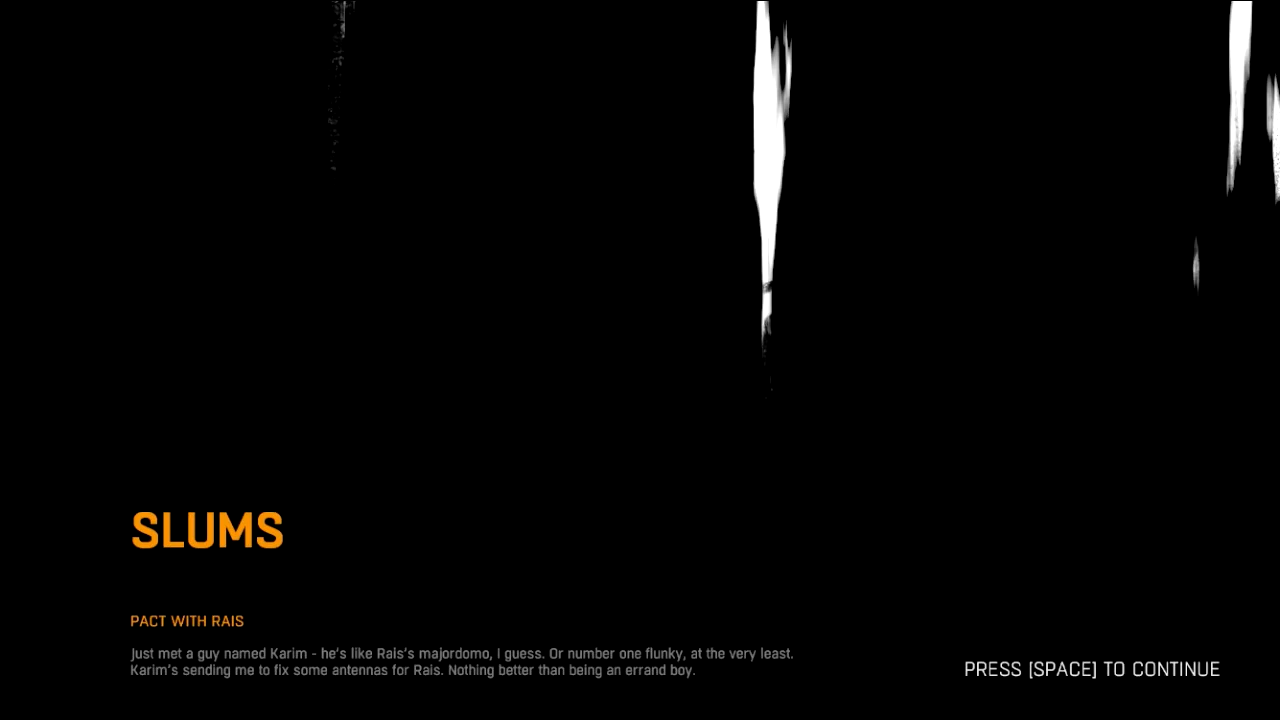 SLUMS
PACT WITH RAIS
Just met a guy named Karim - he's like Rais's majordomo, I guess. Or number one flunky, at the very least.
Karim's sending me to fix some antennas for Rais. Nothing better than being an errand boy.
PRESS [SPACE] TO CONTINUE